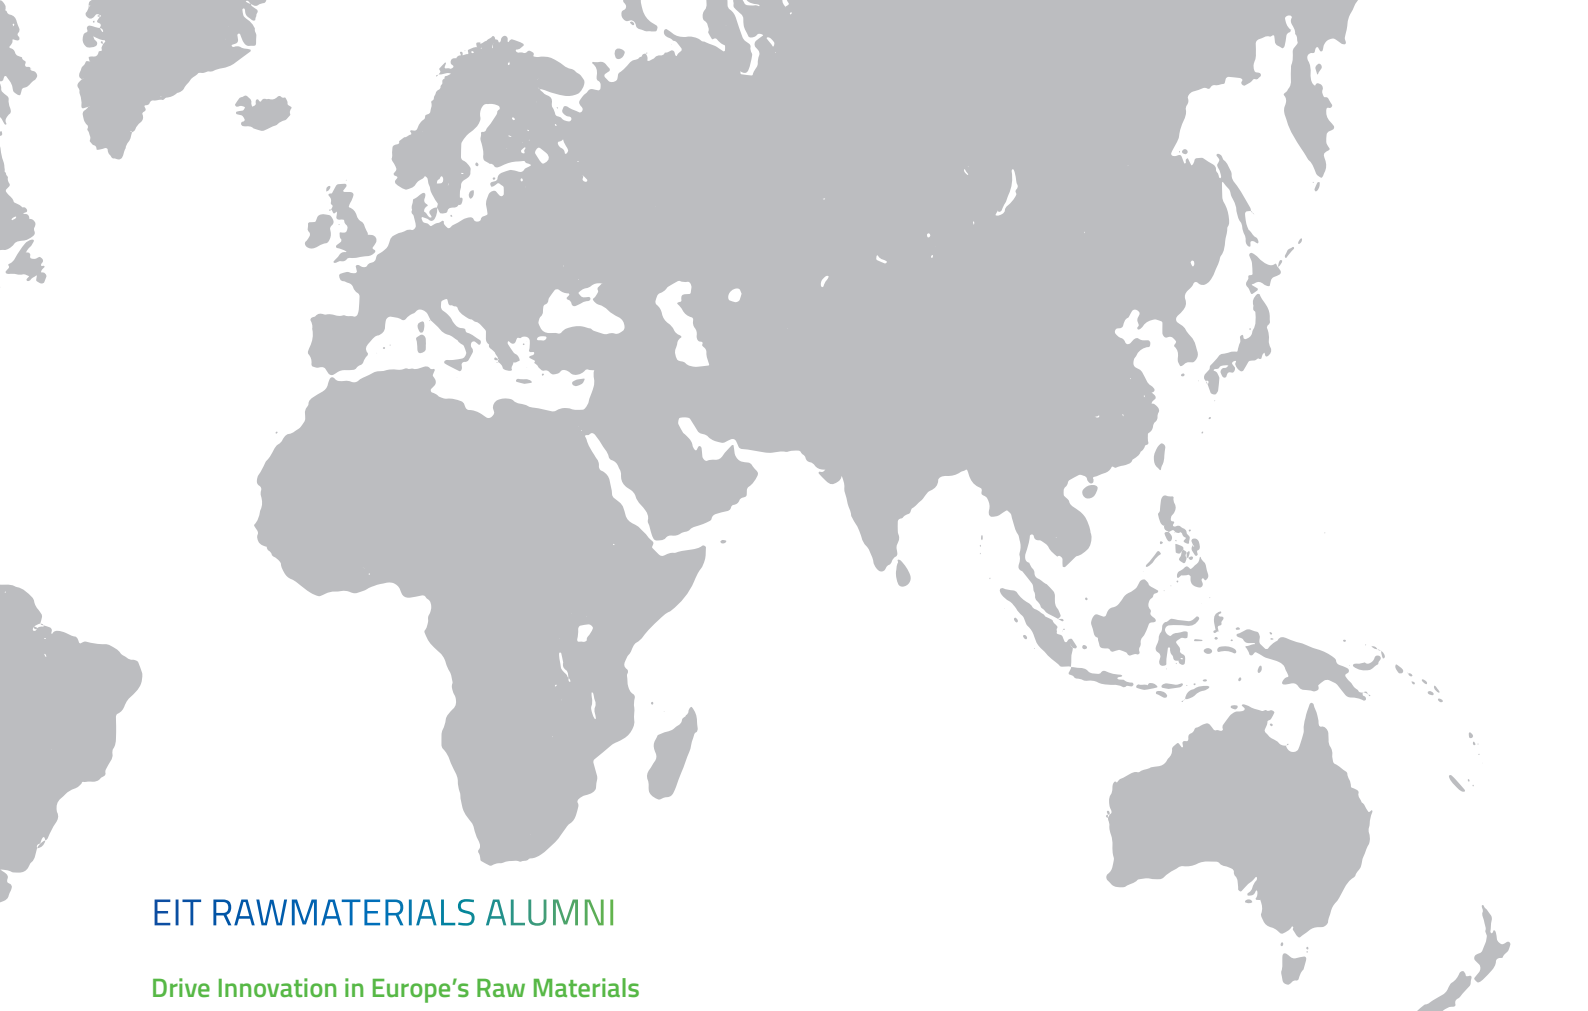 EIT RAWMATERIALS ALUMNI
Drive Innovation in Europe’s Raw Materials